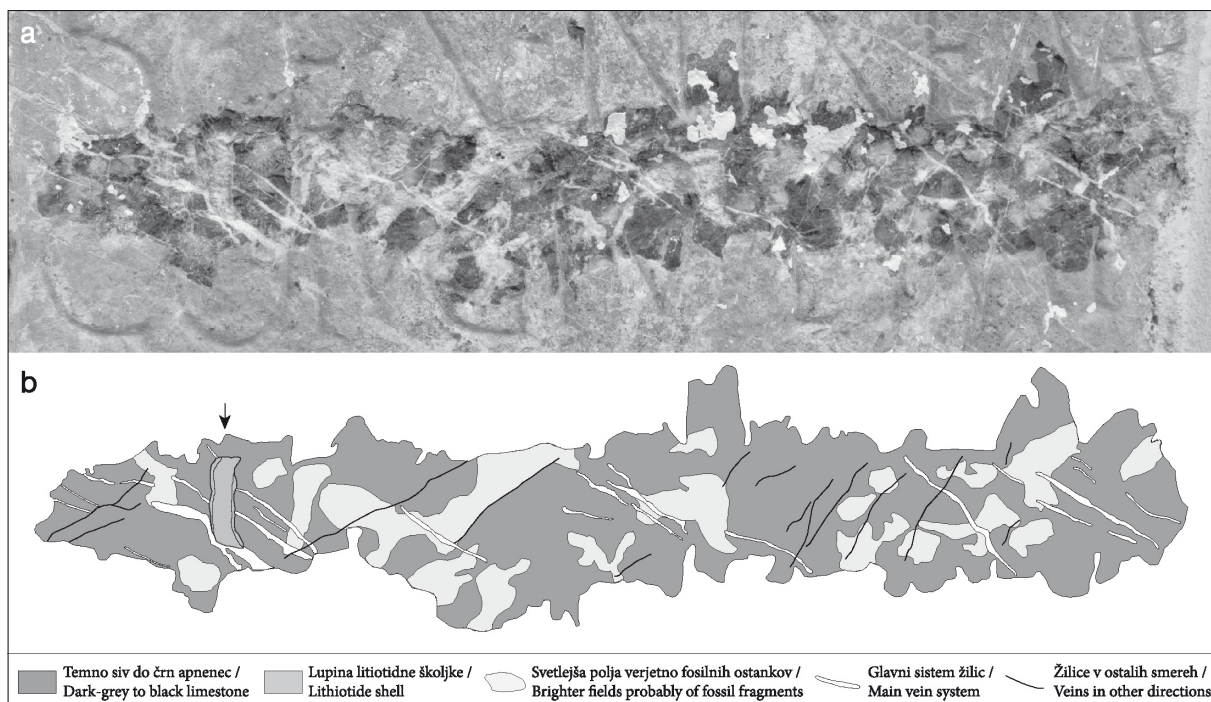 a
b
Temno siv do črn apnenec /
Dark-grey to black limestone
Lupina litiotidne školjke /
Lithiotide shell
Svetlejša polja verjetno fosilnih ostankov /
Brighter fields probably of fossil fragments
Glavni sistem žilic /
Main vein system
Žilice v ostalih smereh /
Veins in other directions